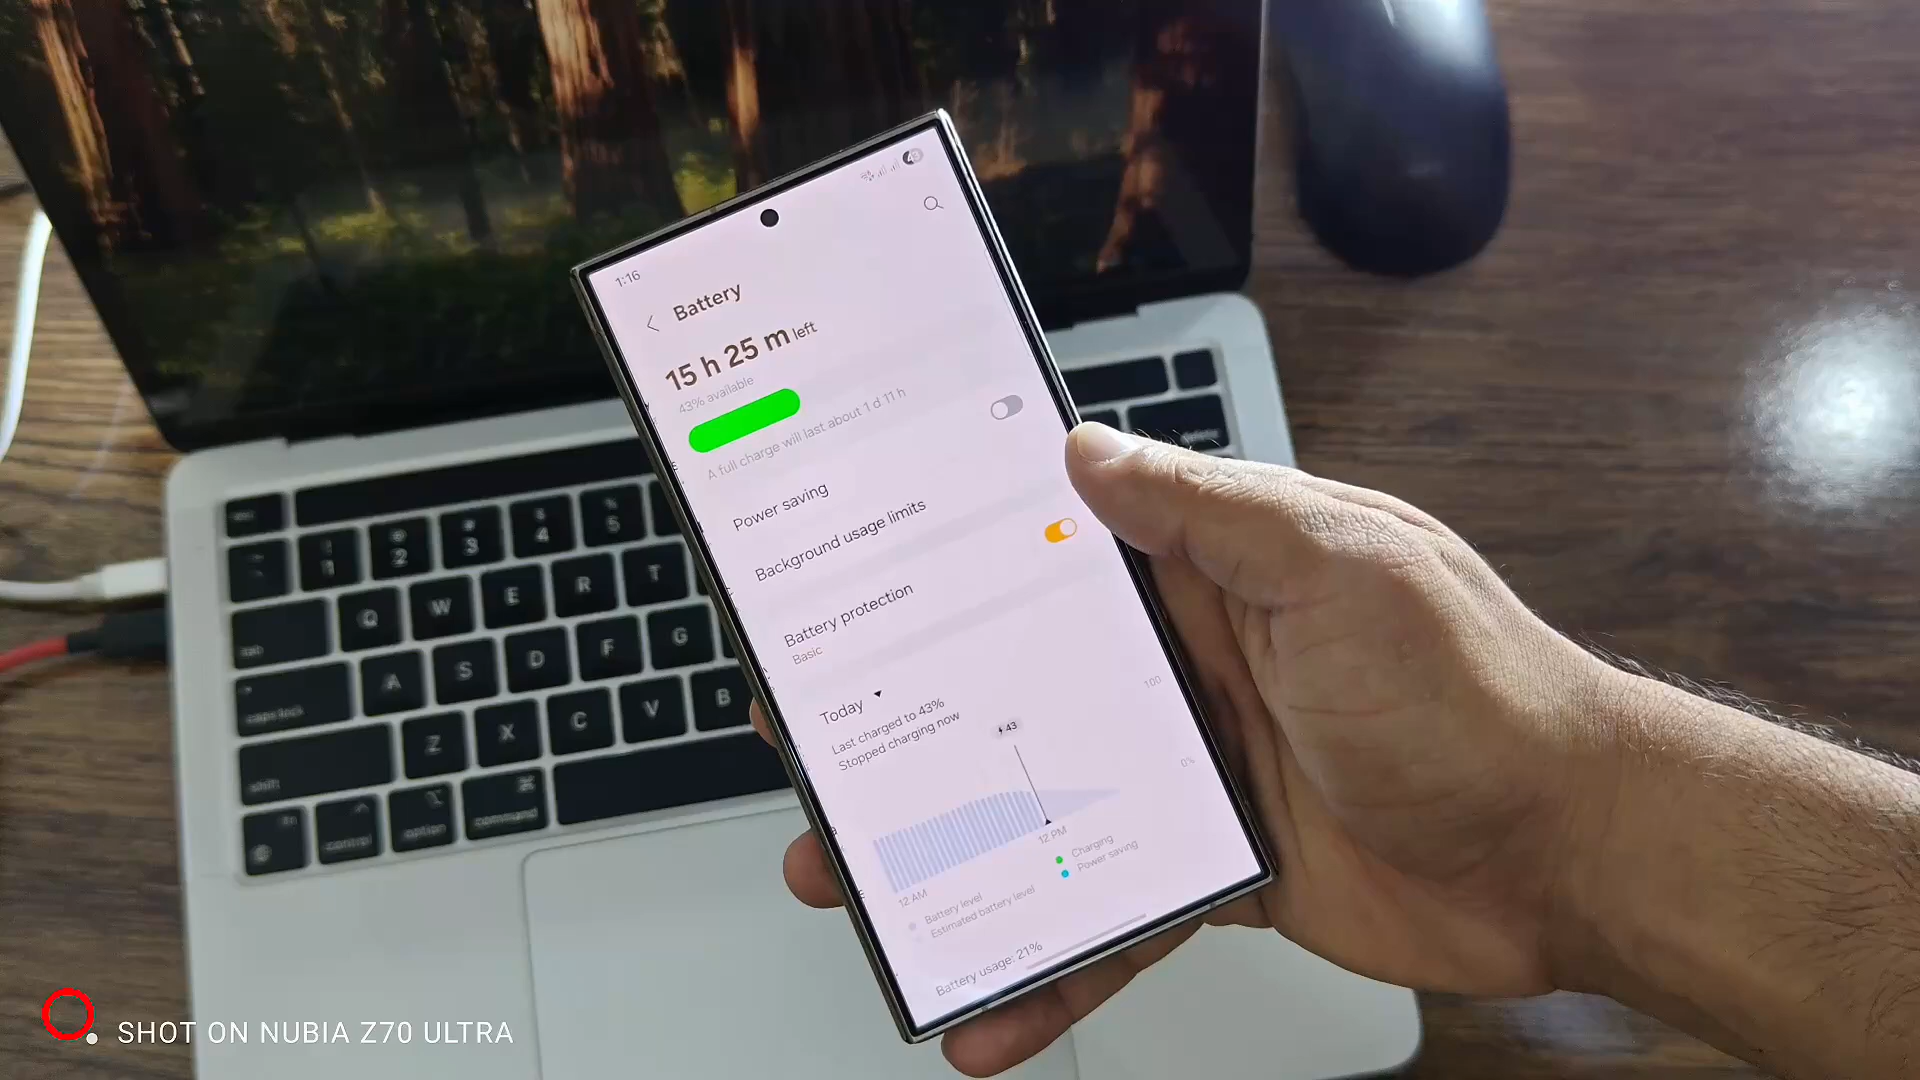 43
1:16
Battery
15 h 25 m left
43% available
A full charge will last about 1 d 11 h
Power saving
Background usage limits
Battery protection
Basic
Today
Last charged to 43%
Stopped charging now
43
100
0%
12 AM
12 PM
Charging
Power saving
Battery level
Estimated battery level
Battery usage: 21%
esc
1
2
3
4
5
Q
W
E
R
T
tab
A
S
D
F
G
caps lock
Z
X
C
V
B
shift
fn
control
option
command
delete
SHOT ON NUBIA Z70 ULTRA